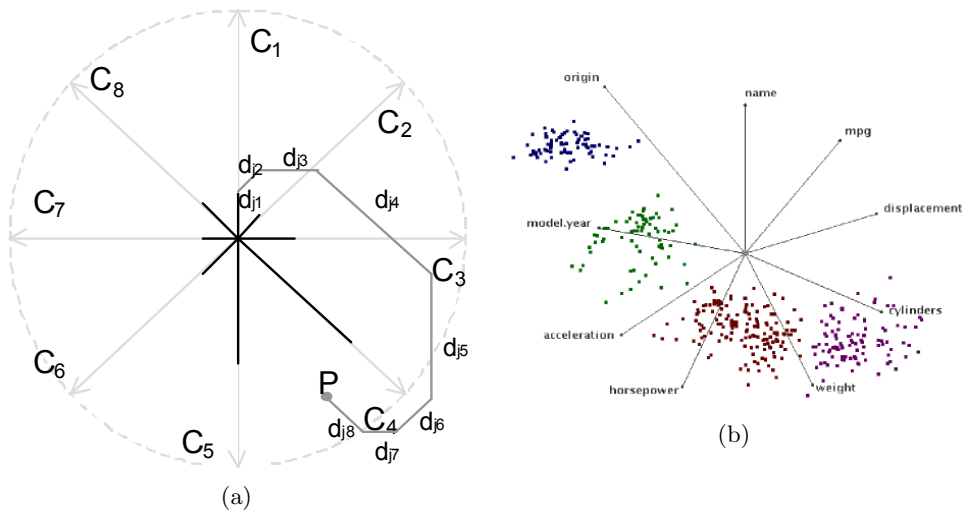 C1
C8
C2
dj2 dj3
dj1
dj4
C7
C3
dj5
C6
P
C4
dj6
dj8
dj7
C5
(a)
origin
name
mpg
displacement
model.year
cylinders
acceleration
horsepower
weight
(b)